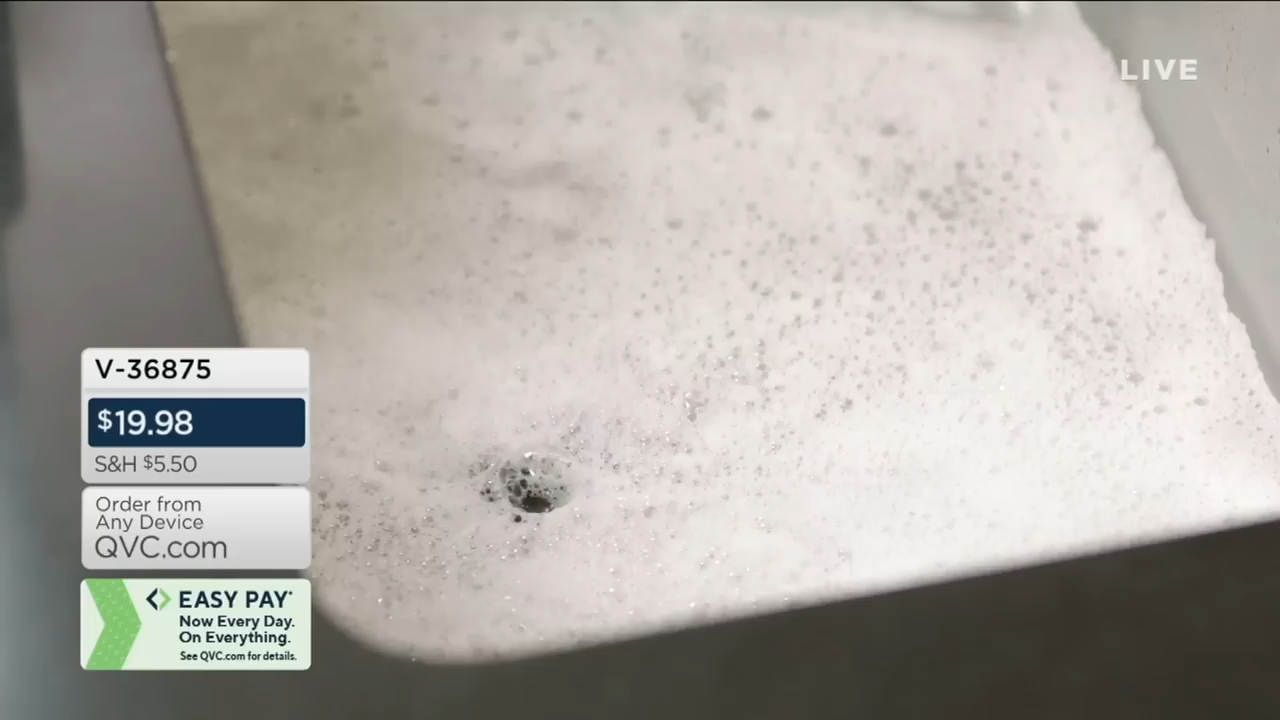 LIVE
V-36875
$19.98
S&H $5.50
Order from
Any Device
QVC.com
EASY PAY*
Now Every Day.
On Everything.
See QVC.com for details.